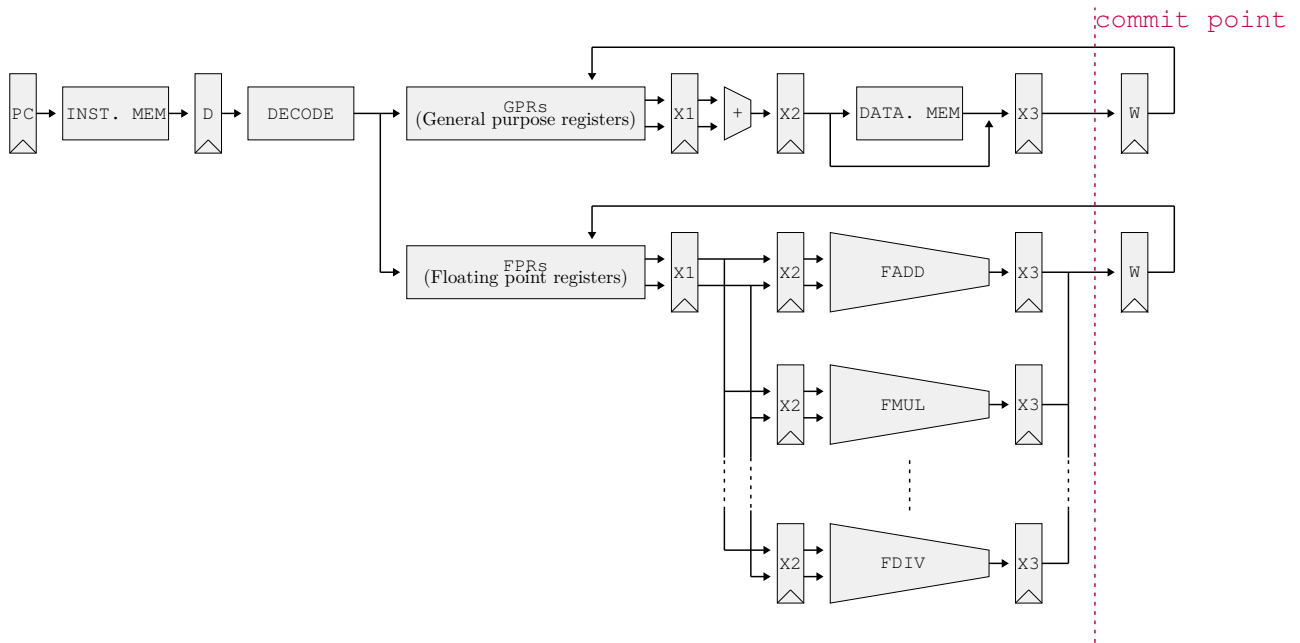 commit point
PC
INST. MEM
D
DECODE
GPRs
(General purpose registers)
X1
+
X2
DATA. MEM
X3
W
FPRs
(Floating point registers)
X1
X2
FADD
X3
W
X2
FMUL
X3
X2
FDIV
X3